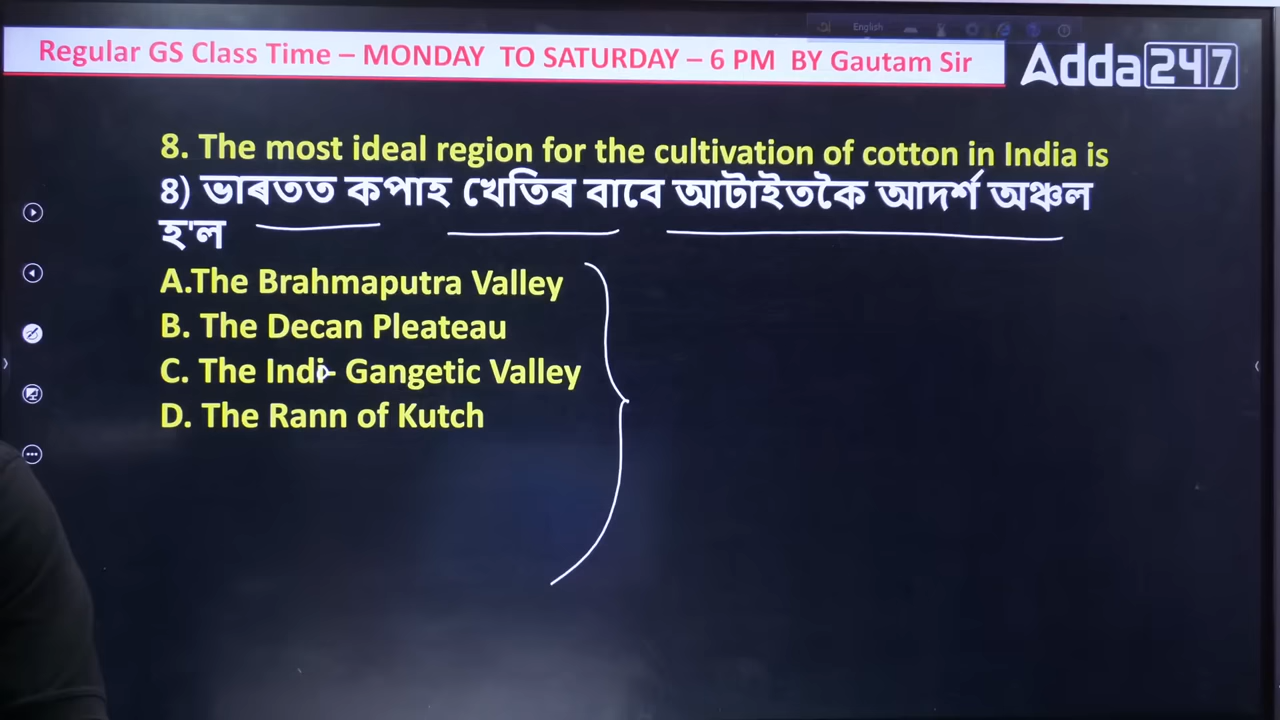 English
Regular GS Class Time – MONDAY TO SATURDAY – 6 PM BY Gautam Sir
Adda247
8. The most ideal region for the cultivation of cotton in India is
8) ভাৰতত কপাহ খেতিৰ বাবে আটাইতকৈ আদৰ্শ অঞ্চল
হ'ল
A.The Brahmaputra Valley
B. The Decan Pleateau
C. The Indo- Gangetic Valley
D. The Rann of Kutch